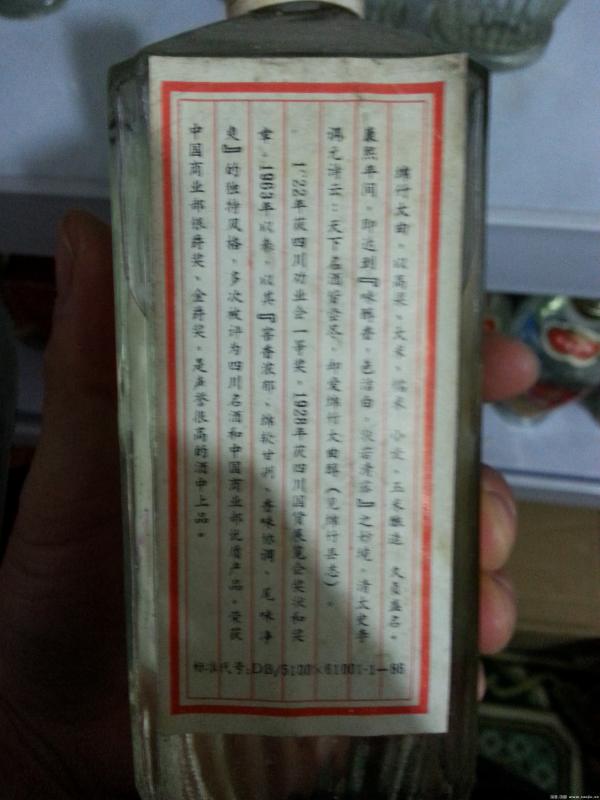 绵竹大曲，以高粱、大米、糯米、小麦、玉米酿造，久负盛名。
康熙年间，即达到『味醇香，色洁白，状若清露』之妙境。清太史李
调元诗云：天下名酒皆尝尽，却爱绵竹大曲醇（见绵竹县志）。
1922年获四川劝业会一等奖。1928年获四川国货展览会奖状和奖
章。1963年以来，以其『窖香浓郁、绵软甘冽、香味协调、尾味净
爽』的独特风格，多次被评为四川名酒和中国商业部优质产品。荣获
中国商业部银爵奖、金爵奖，是声誉很高的酒中上品。
标准代号：DB/5100×61001-1—86